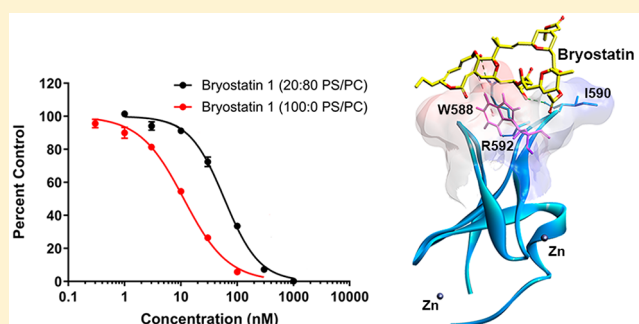 Bryostatin 1 (20:80 PS/PC)
Bryostatin 1 (100:0 PS/PC)
Percent Control
120
100
80
60
40
20
0
0.1
1
10
100
1000
10000
Concentration (nM)
Bryostatin
I590
W588
R592
Zn
Zn